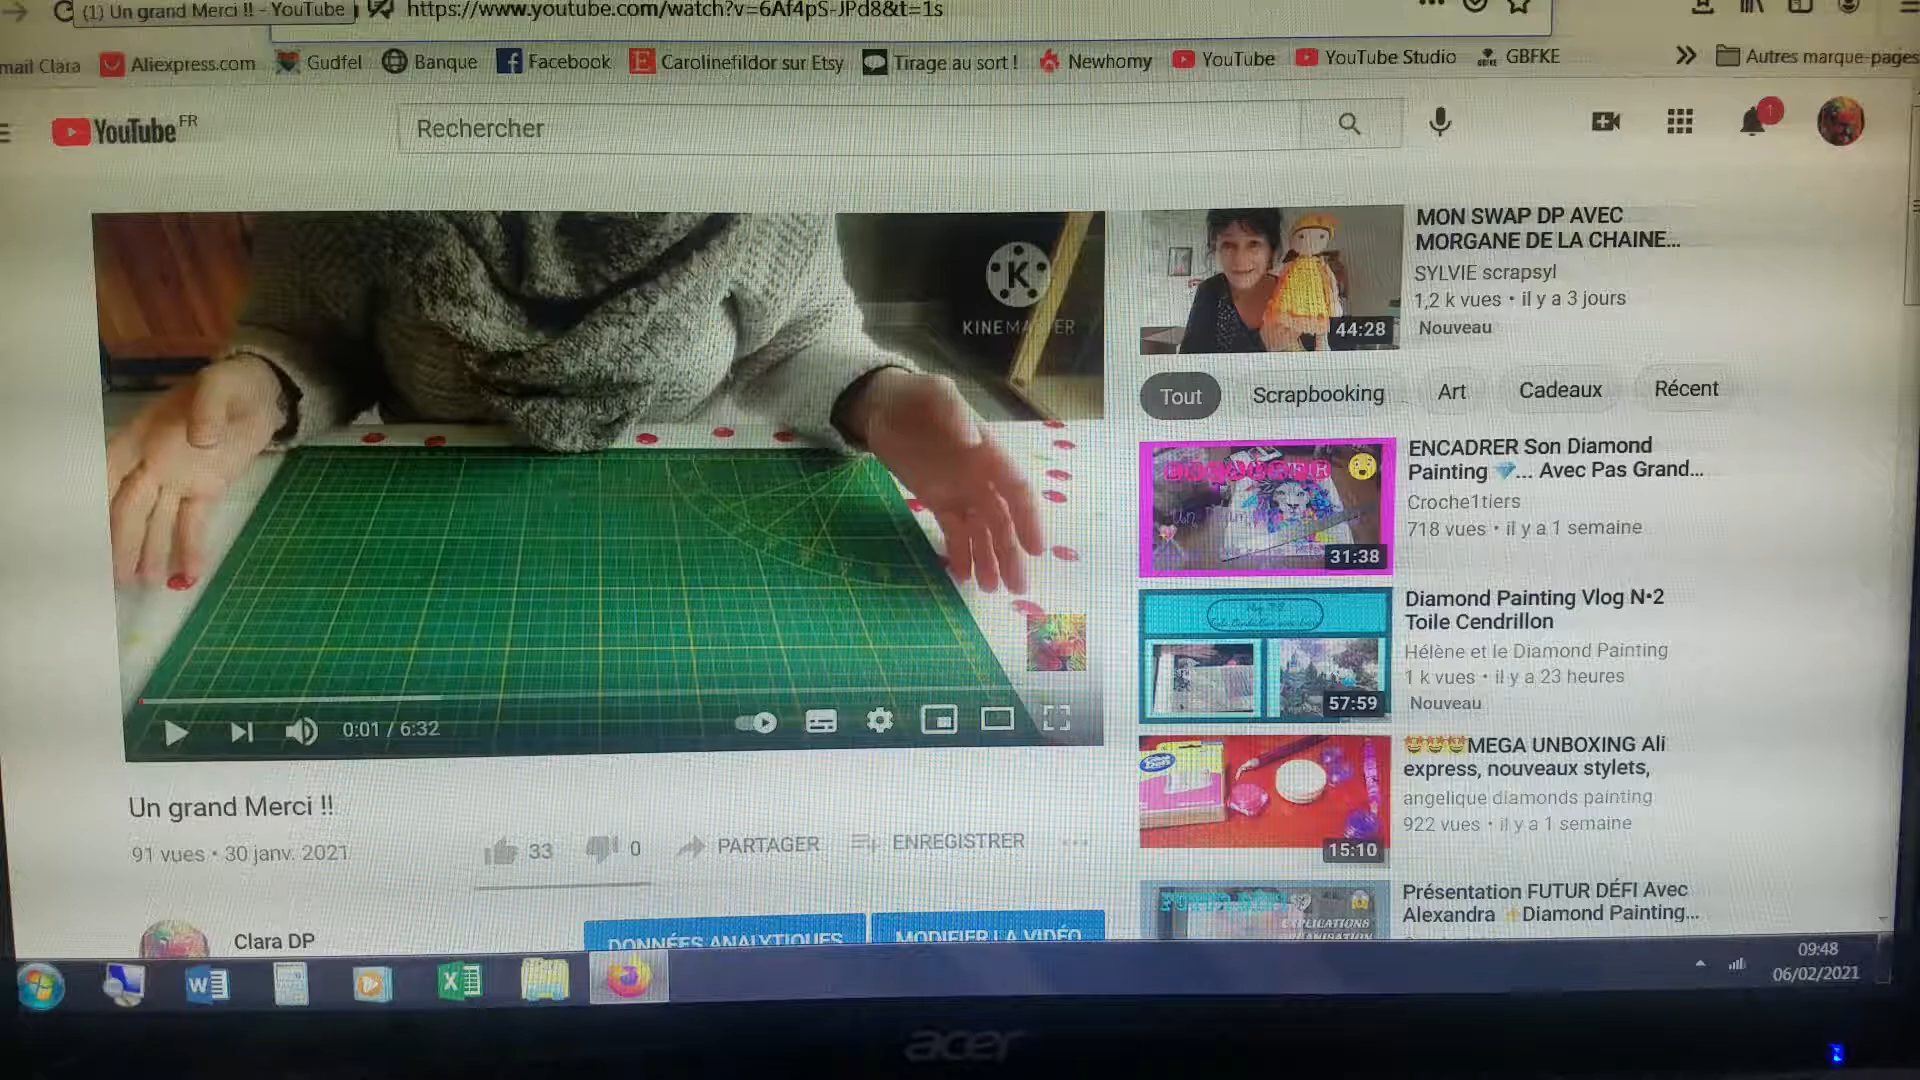 (1) Un grand Merci !! - YouTube
https://www.youtube.com/watch?v=6Af4pS-JPd8&t=1s
mail Clara Aliexpress.com Gudfel Banque Facebook Carolinefildor sur Etsy Tirage au sort ! Newhomy YouTube YouTube Studio GBFKE Autres marque-pages
YouTube FR
Rechercher
1
K
KINEMASTER
MON SWAP DP AVEC
MORGANE DE LA CHAINE...
SYLVIE scrapsyl
1,2 k vues • il y a 3 jours
Nouveau
44:28
Tout Scrapbooking Art Cadeaux Récent
ENCADRER
31:38
ENCADRER Son Diamond
Painting 💎... Avec Pas Grand...
Croche1tiers
718 vues • il y a 1 semaine
57:59
Diamond Painting Vlog N•2
Toile Cendrillon
Hélène et le Diamond Painting
1 k vues • il y a 23 heures
Nouveau
15:10
🤩🤩🤩MEGA UNBOXING Ali
express, nouveaux stylets,
angelique diamonds painting
922 vues • il y a 1 semaine
EXPLICATIONS
Présentation FUTUR DÉFI Avec
Alexandra ✨Diamond Painting...
0:01 / 6:32
Un grand Merci !!
91 vues • 30 janv. 2021
33 0 PARTAGER ENREGISTRER
Clara DP
DONNÉES ANALYTIQUES MODIFIER LA VIDÉO
09:48
06/02/2021
acer